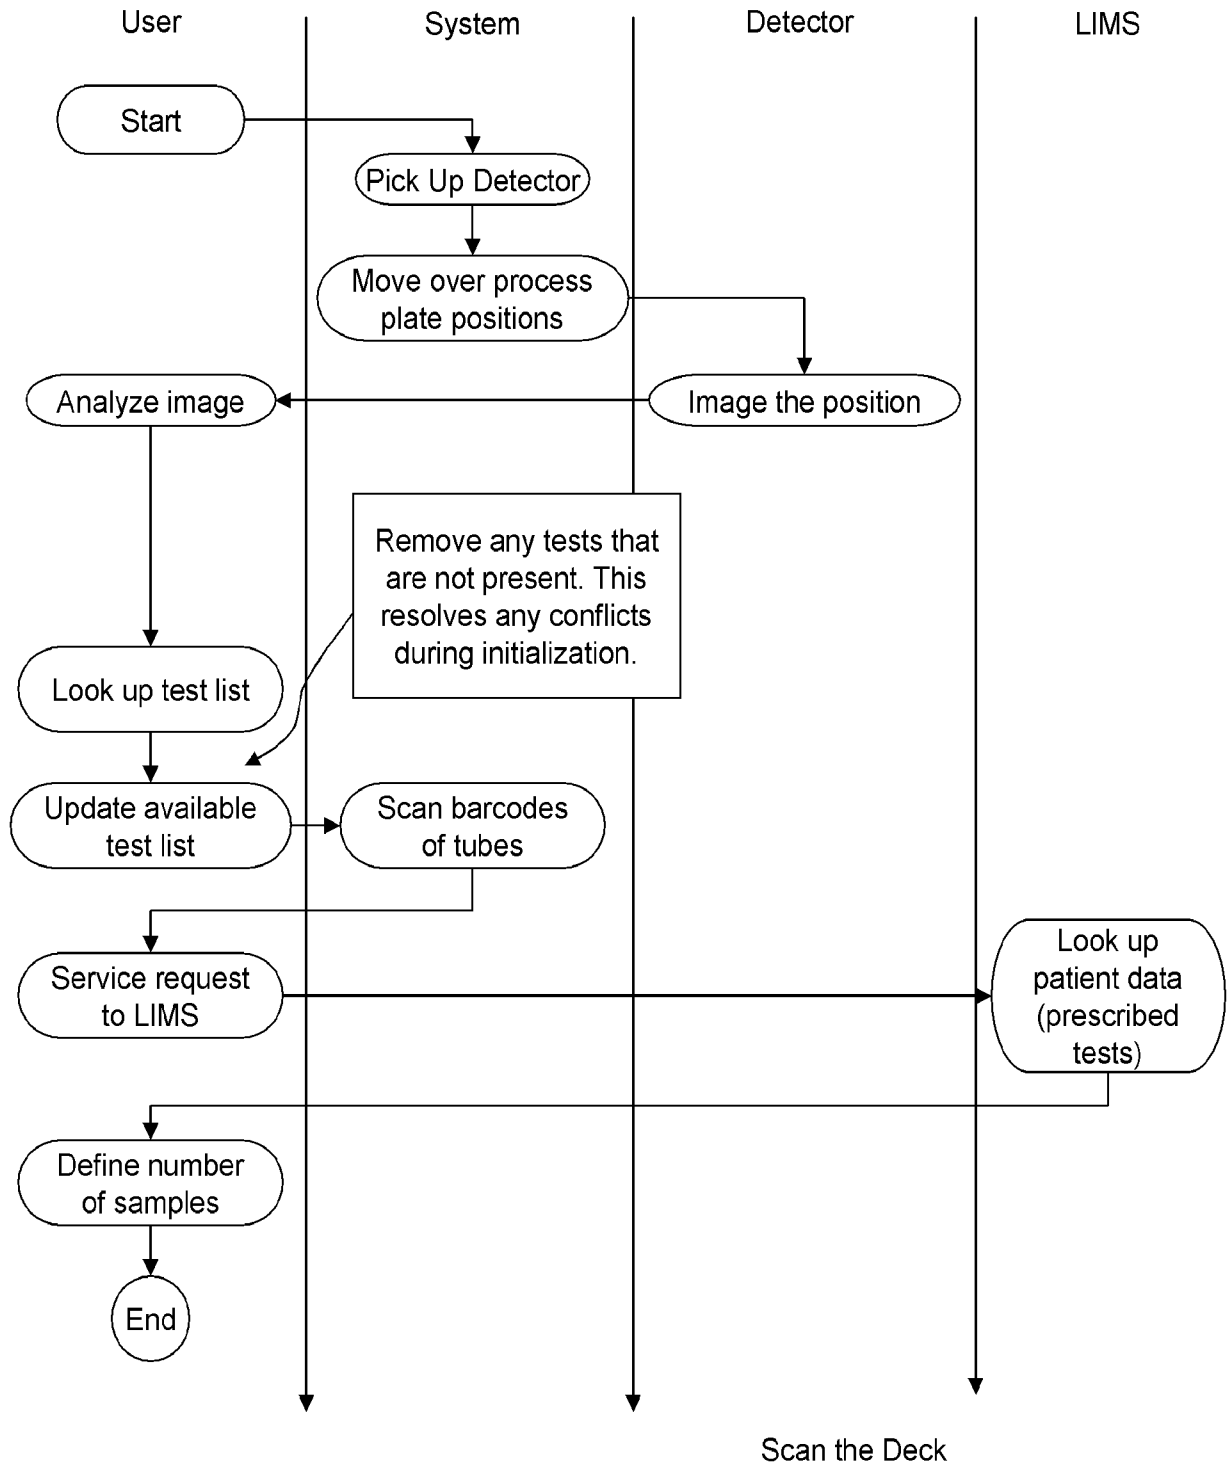 User
System
Detector
LIMS
Start
Pick Up Detector
Move over process
plate positions
Analyze image
Image the position
Remove any tests that
are not present. This
resolves any conflicts
during initialization.
Look up test list
Update available
test list
Scan barcodes
of tubes
Service request
to LIMS
Look up
patient data
(prescribed
tests)
Define number
of samples
End
Scan the Deck